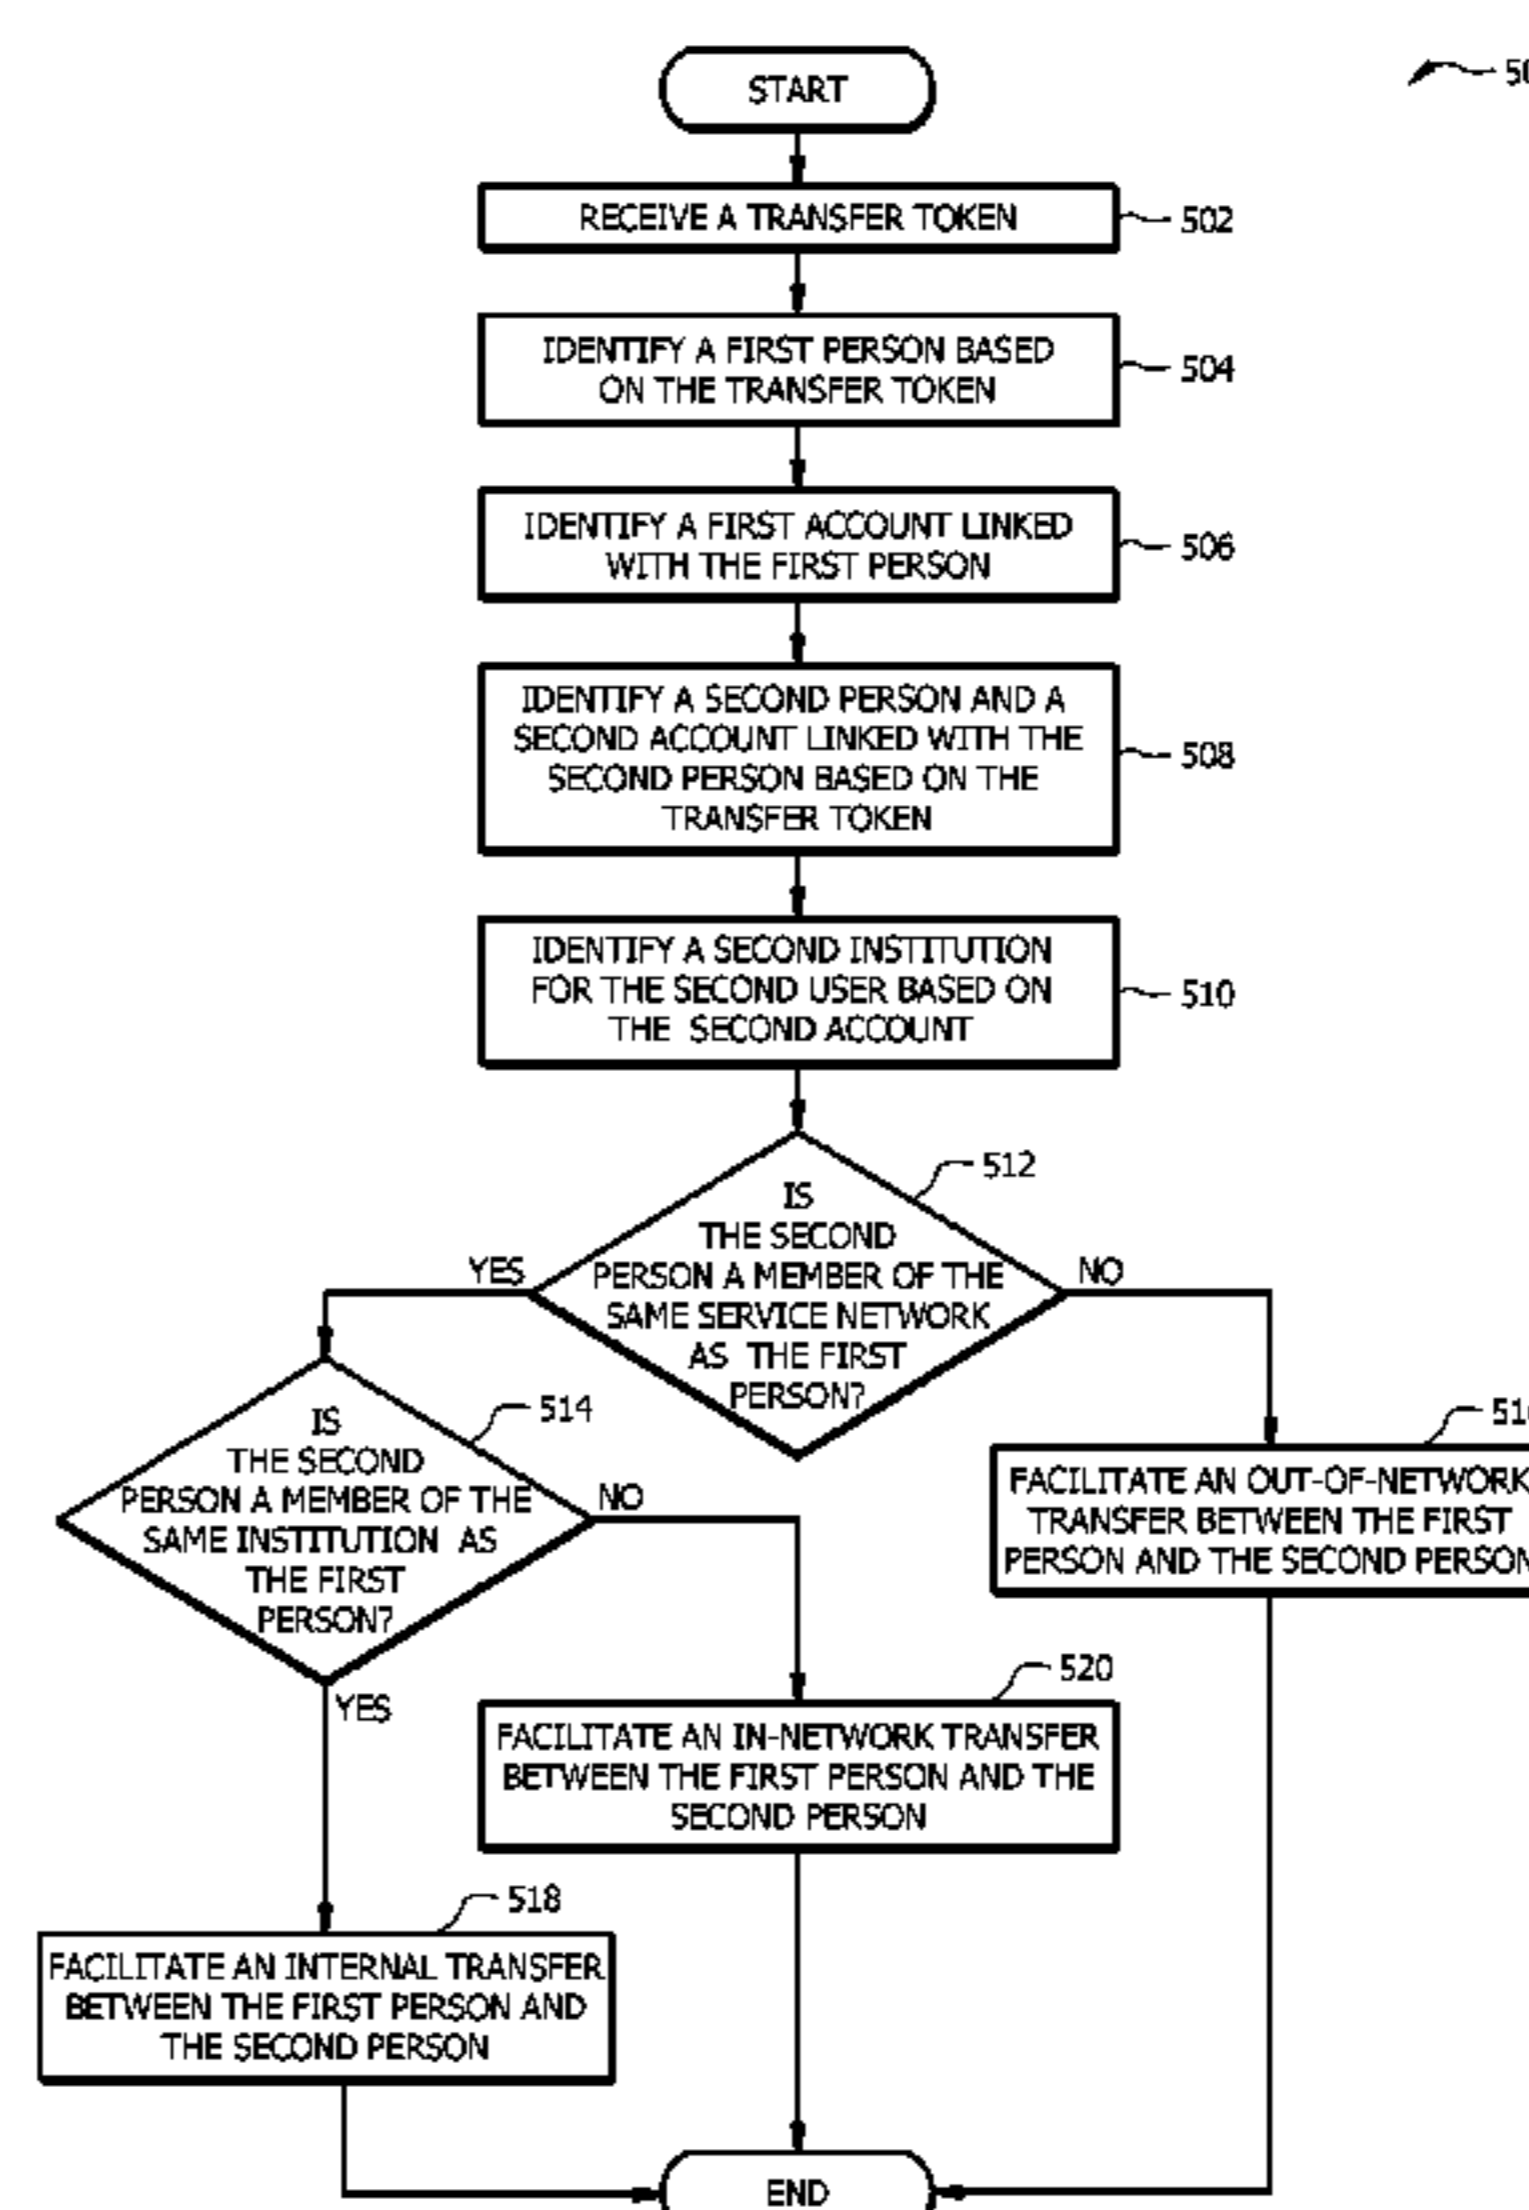 START
RECEIVE A TRANSFER TOKEN
502
IDENTIFY A FIRST PERSON BASED
ON THE TRANSFER TOKEN
504
IDENTIFY A FIRST ACCOUNT LINKED
WITH THE FIRST PERSON
506
IDENTIFY A SECOND PERSON AND A
SECOND ACCOUNT LINKED WITH THE
SECOND PERSON BASED ON THE
TRANSFER TOKEN
508
IDENTIFY A SECOND INSTITUTION
FOR THE SECOND USER BASED ON
THE SECOND ACCOUNT
510
512
IS
THE SECOND
PERSON A MEMBER OF THE
SAME SERVICE NETWORK
AS THE FIRST
PERSON?
YES
NO
514
IS
THE SECOND
PERSON A MEMBER OF THE
SAME INSTITUTION AS
THE FIRST
PERSON?
NO
YES
FACILITATE AN OUT-OF-NETWORK
TRANSFER BETWEEN THE FIRST
PERSON AND THE SECOND PERSON
520
FACILITATE AN IN-NETWORK TRANSFER
BETWEEN THE FIRST PERSON AND THE
SECOND PERSON
518
FACILITATE AN INTERNAL TRANSFER
BETWEEN THE FIRST PERSON AND
THE SECOND PERSON
END